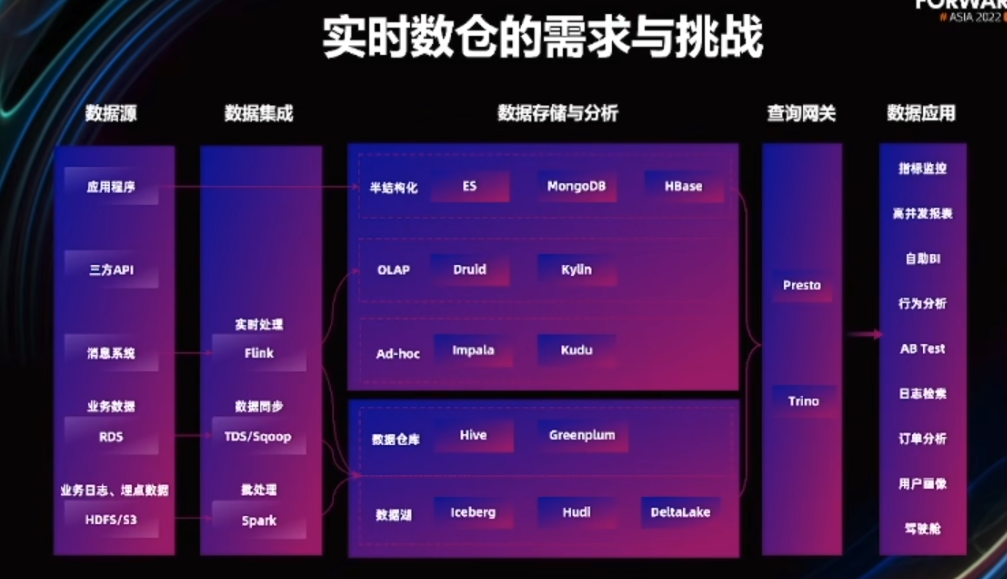 FORWAR
# ASIA 2022
实时数仓的需求与挑战
数据源
数据集成
数据存储与分析
查询网关
数据应用
应用程序
三方API
消息系统
业务数据
RDS
业务日志、埋点数据
HDFS/S3
实时处理
Flink
数据同步
TDS/Sqoop
批处理
Spark
半结构化
ES
MongoDB
HBase
OLAP
Druid
Kylin
Ad-hoc
Impala
Kudu
数据仓库
Hive
Greenplum
数据湖
Iceberg
Hudi
DeltaLake
Presto
Trino
指标监控
高并发报表
自助BI
行为分析
AB Test
日志检索
订单分析
用户画像
驾驶舱